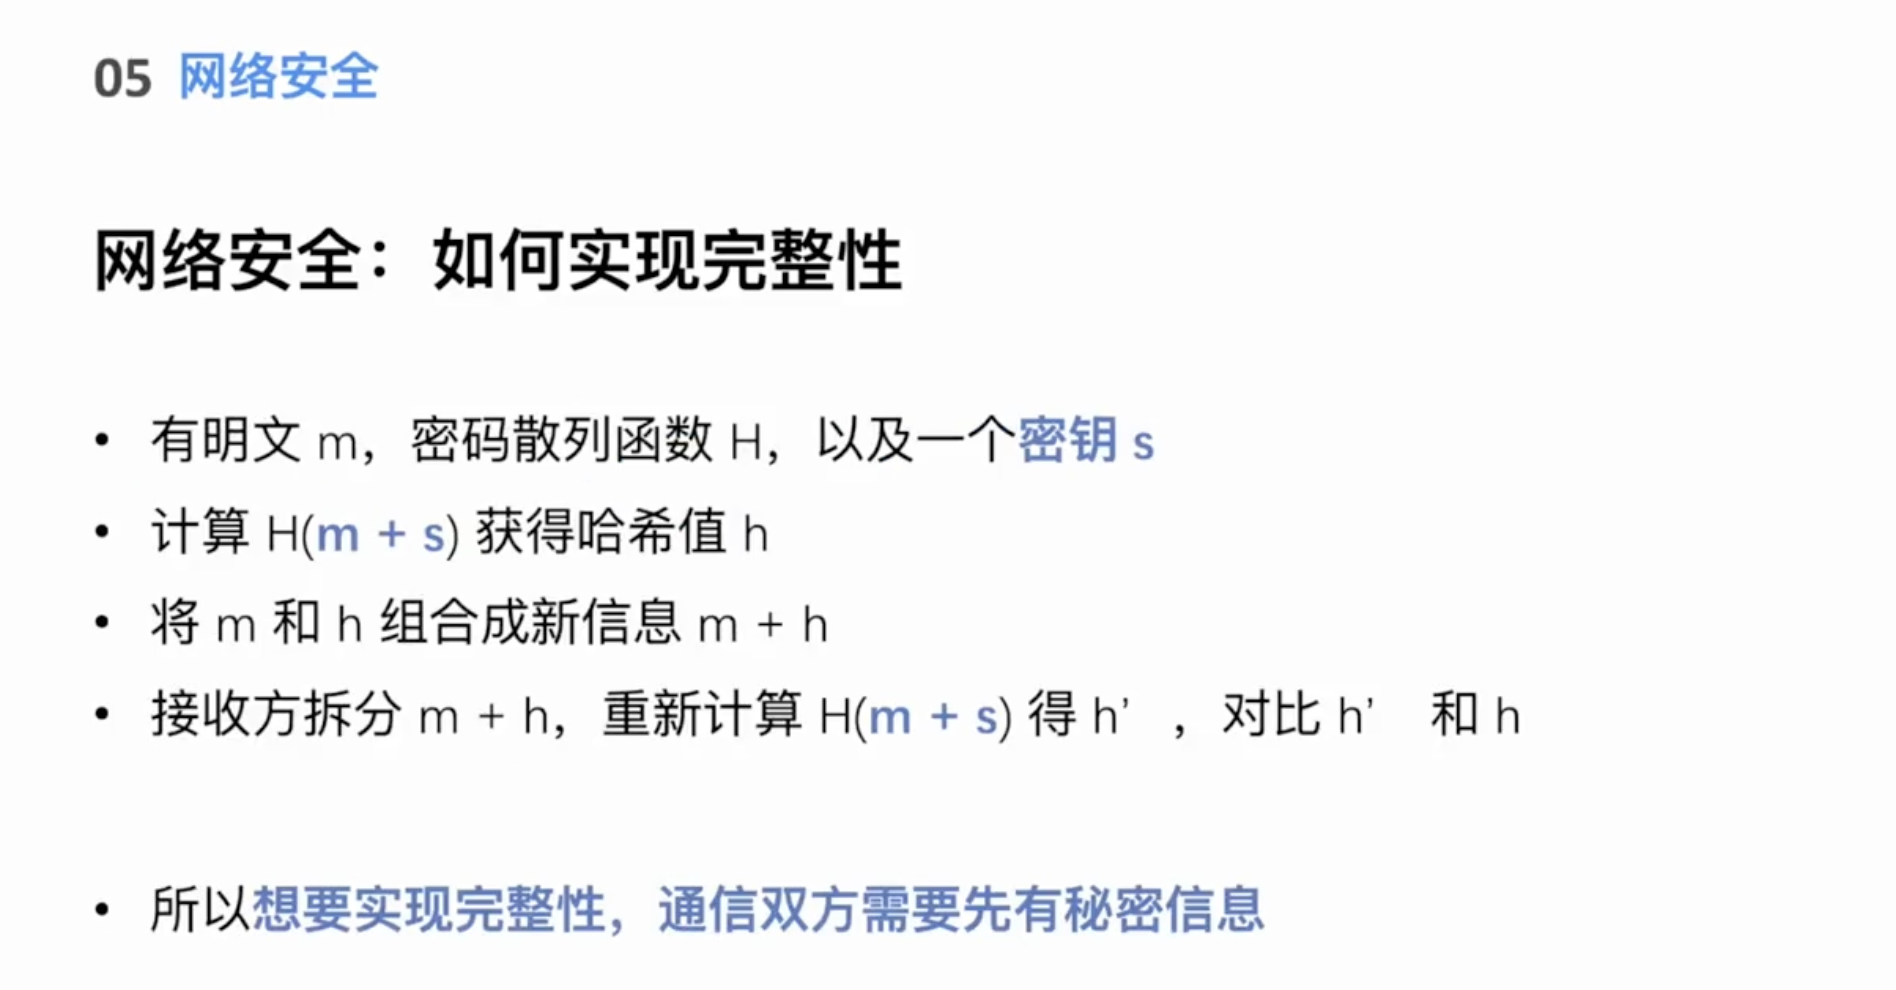 05 网络安全
网络安全：如何实现完整性
• 有明文 m，密码散列函数 H，以及一个密钥 s
• 计算 H(m + s) 获得哈希值 h
• 将 m 和 h 组合成新信息 m + h
• 接收方拆分 m + h，重新计算 H(m + s) 得 h’ ，对比 h’ 和 h
• 所以想要实现完整性，通信双方需要先有秘密信息